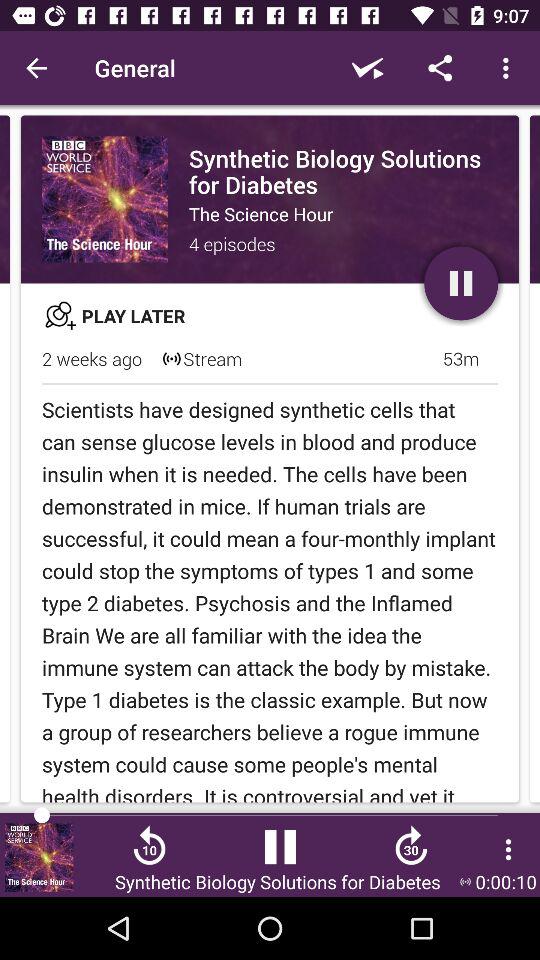 9:07
General
BBC
WORLD
SERVICE
The Science Hour
Synthetic Biology Solutions
for Diabetes
The Science Hour
4 episodes
PLAY LATER
2 weeks ago Stream 53m
Scientists have designed synthetic cells that
can sense glucose levels in blood and produce
insulin when it is needed. The cells have been
demonstrated in mice. If human trials are
successful, it could mean a four-monthly implant
could stop the symptoms of types 1 and some
type 2 diabetes. Psychosis and the Inflamed
Brain We are all familiar with the idea the
immune system can attack the body by mistake.
Type 1 diabetes is the classic example. But now
a group of researchers believe a rogue immune
system could cause some people's mental
health disorders. It is controversial and yet it
BBC
WORLD
SERVICE
The Science Hour
10
30
Synthetic Biology Solutions for Diabetes 0:00:10